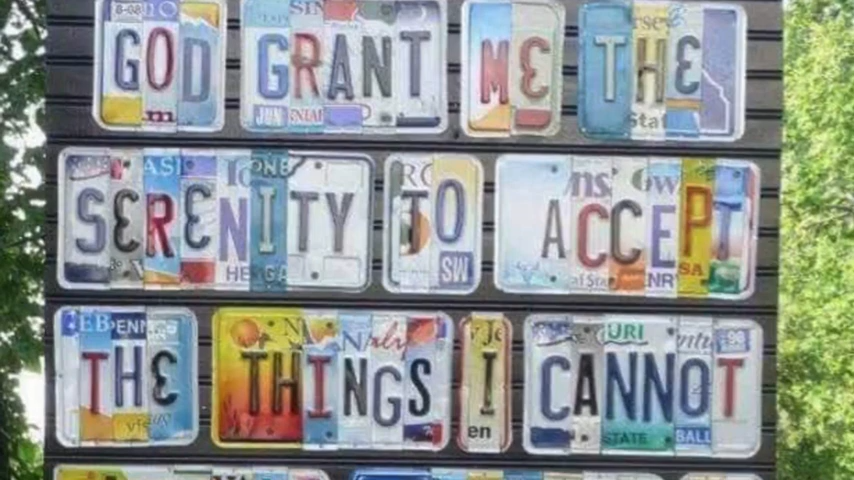 GOD GRANT ME THE
SERENITY TO ACCEPT
THE THINGS I CANNOT